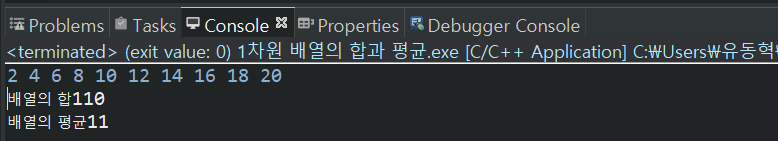 Problems Tasks Console Properties Debugger Console
<terminated> (exit value: 0) 1차원 배열의 합과 평균.exe [C/C++ Application] C:₩Users₩유동혁₩
2 4 6 8 10 12 14 16 18 20
배열의 합110
배열의 평균11